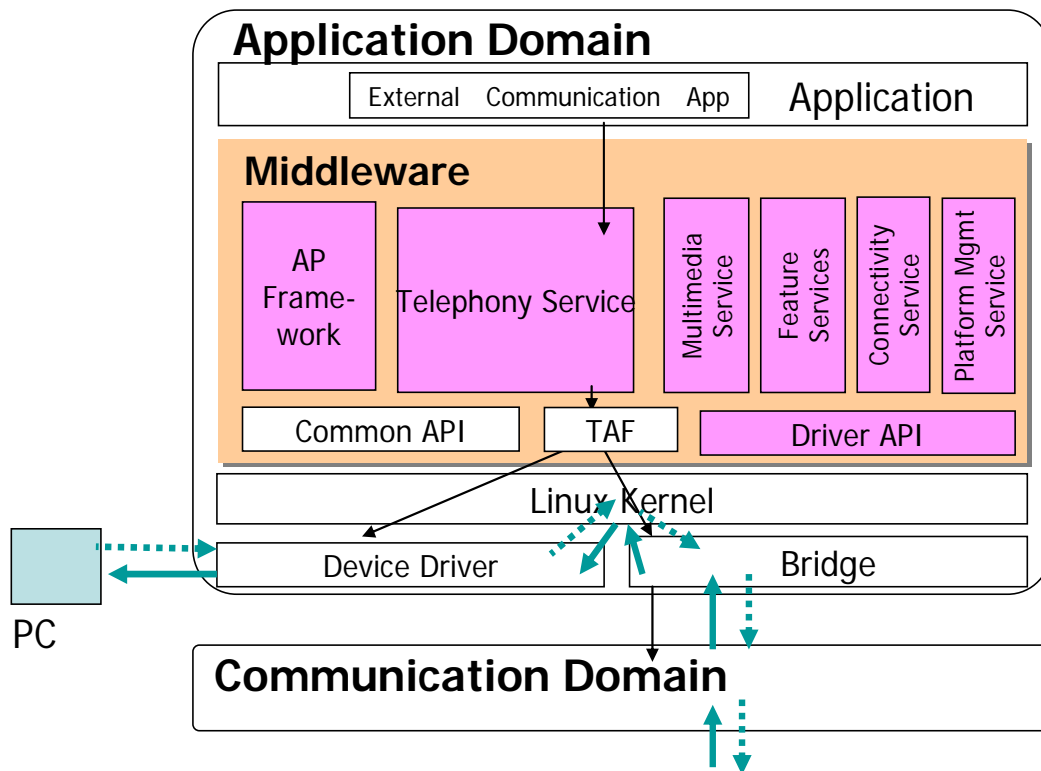 Application Domain
External Communication App
Application
Middleware
AP
Frame-
work
Telephony Service
Multimedia
Service
Feature
Services
Connectivity
Service
Platform Mgmt
Service
Common API
TAF
Driver API
Linux Kernel
Device Driver
Bridge
PC
Communication Domain